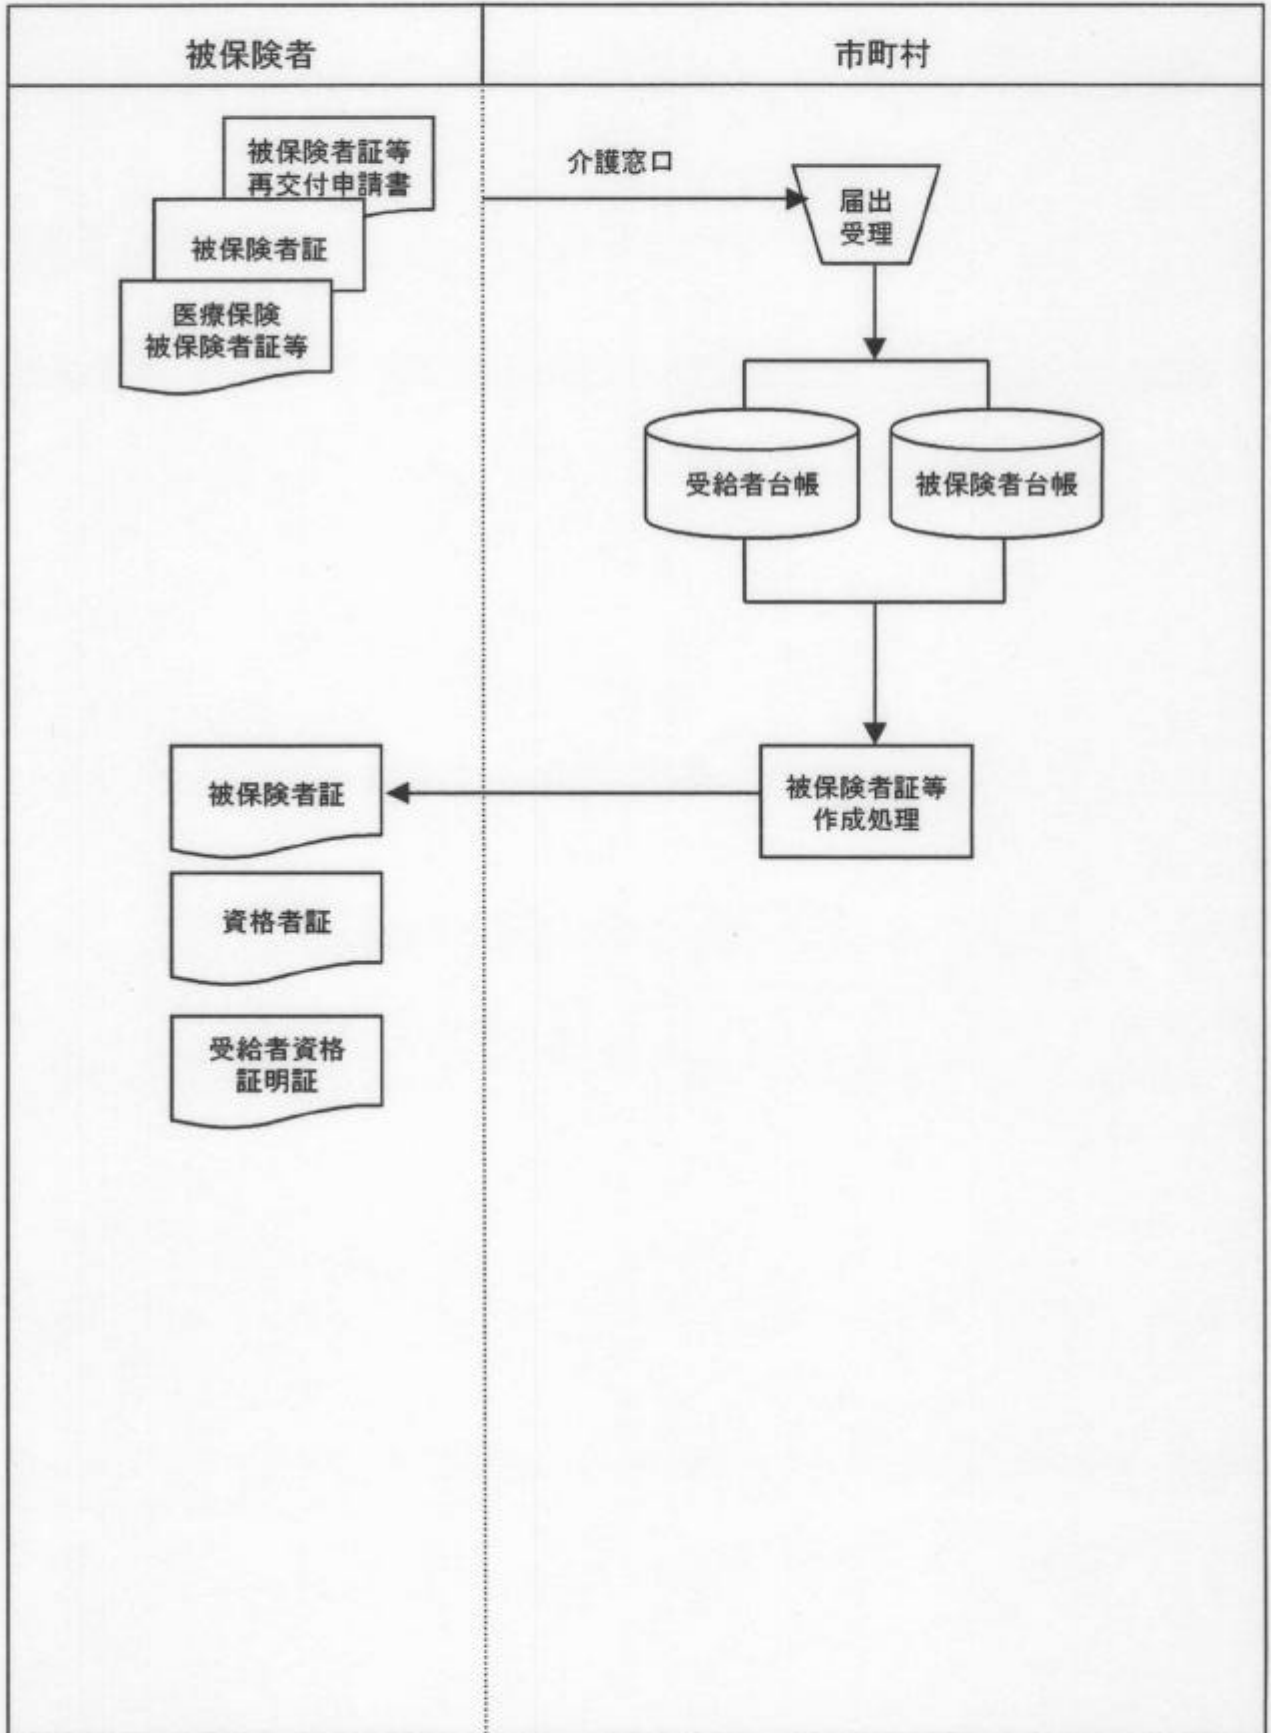 被保険者
市町村
被保険者証等
再交付申請書
被保険者証
医療保険
被保険者証等
介護窓口
届出
受理
受給者台帳
被保険者台帳
被保険者証等
作成処理
被保険者証
資格者証
受給者資格
証明証